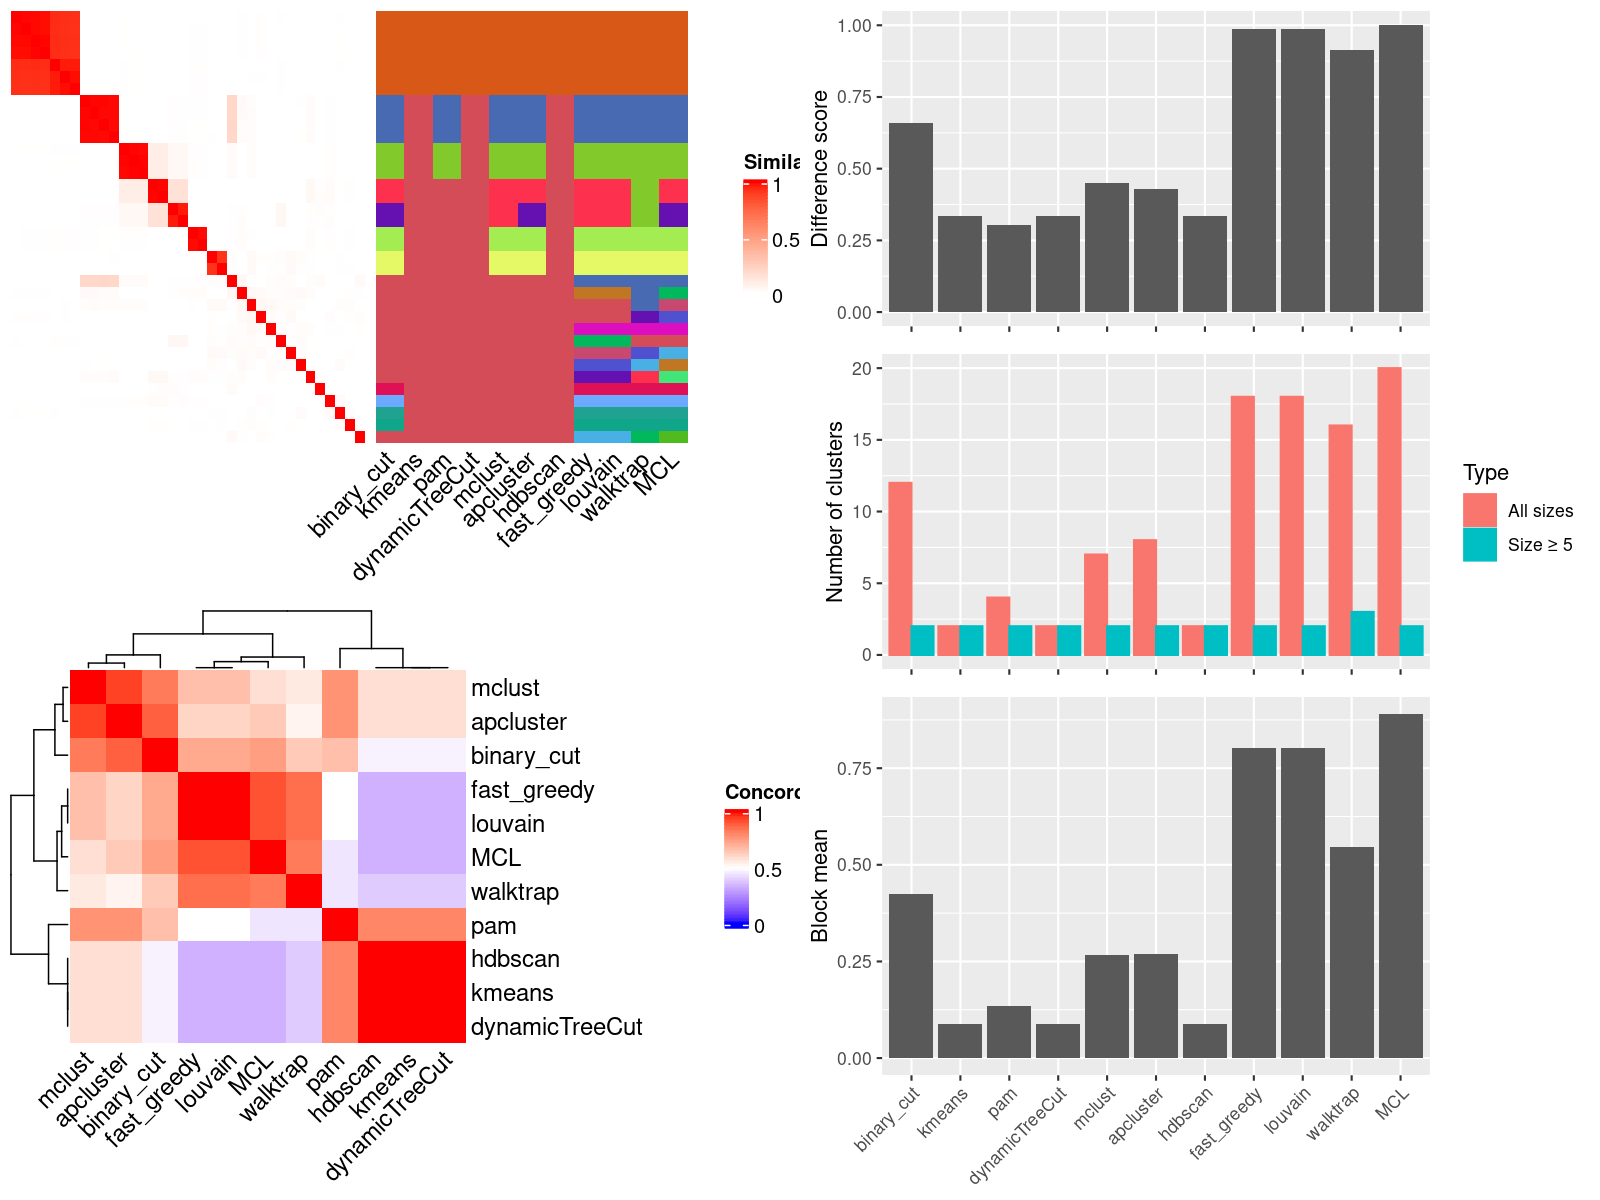 Simila
1
0.5
0
binary_cut
kmeans
pam
dynamicTreeCut
mclust
apcluster
hdbscan
fast_greedy
louvain
walktrap
MCL
mclust
apcluster
binary_cut
fast_greedy
louvain
MCL
walktrap
pam
hdbscan
kmeans
dynamicTreeCut
Concord
1
0.5
0
mclust
apcluster
binary_cut
fast_greedy
louvain
MCL
walktrap
pam
hdbscan
kmeans
dynamicTreeCut
Difference score
1.00
0.75
0.50
0.25
0.00
Number of clusters
20
15
10
5
0
Type
All sizes
Size ≥ 5
Block mean
0.75
0.50
0.25
0.00
binary_cut
kmeans
pam
dynamicTreeCut
mclust
apcluster
hdbscan
fast_greedy
louvain
walktrap
MCL